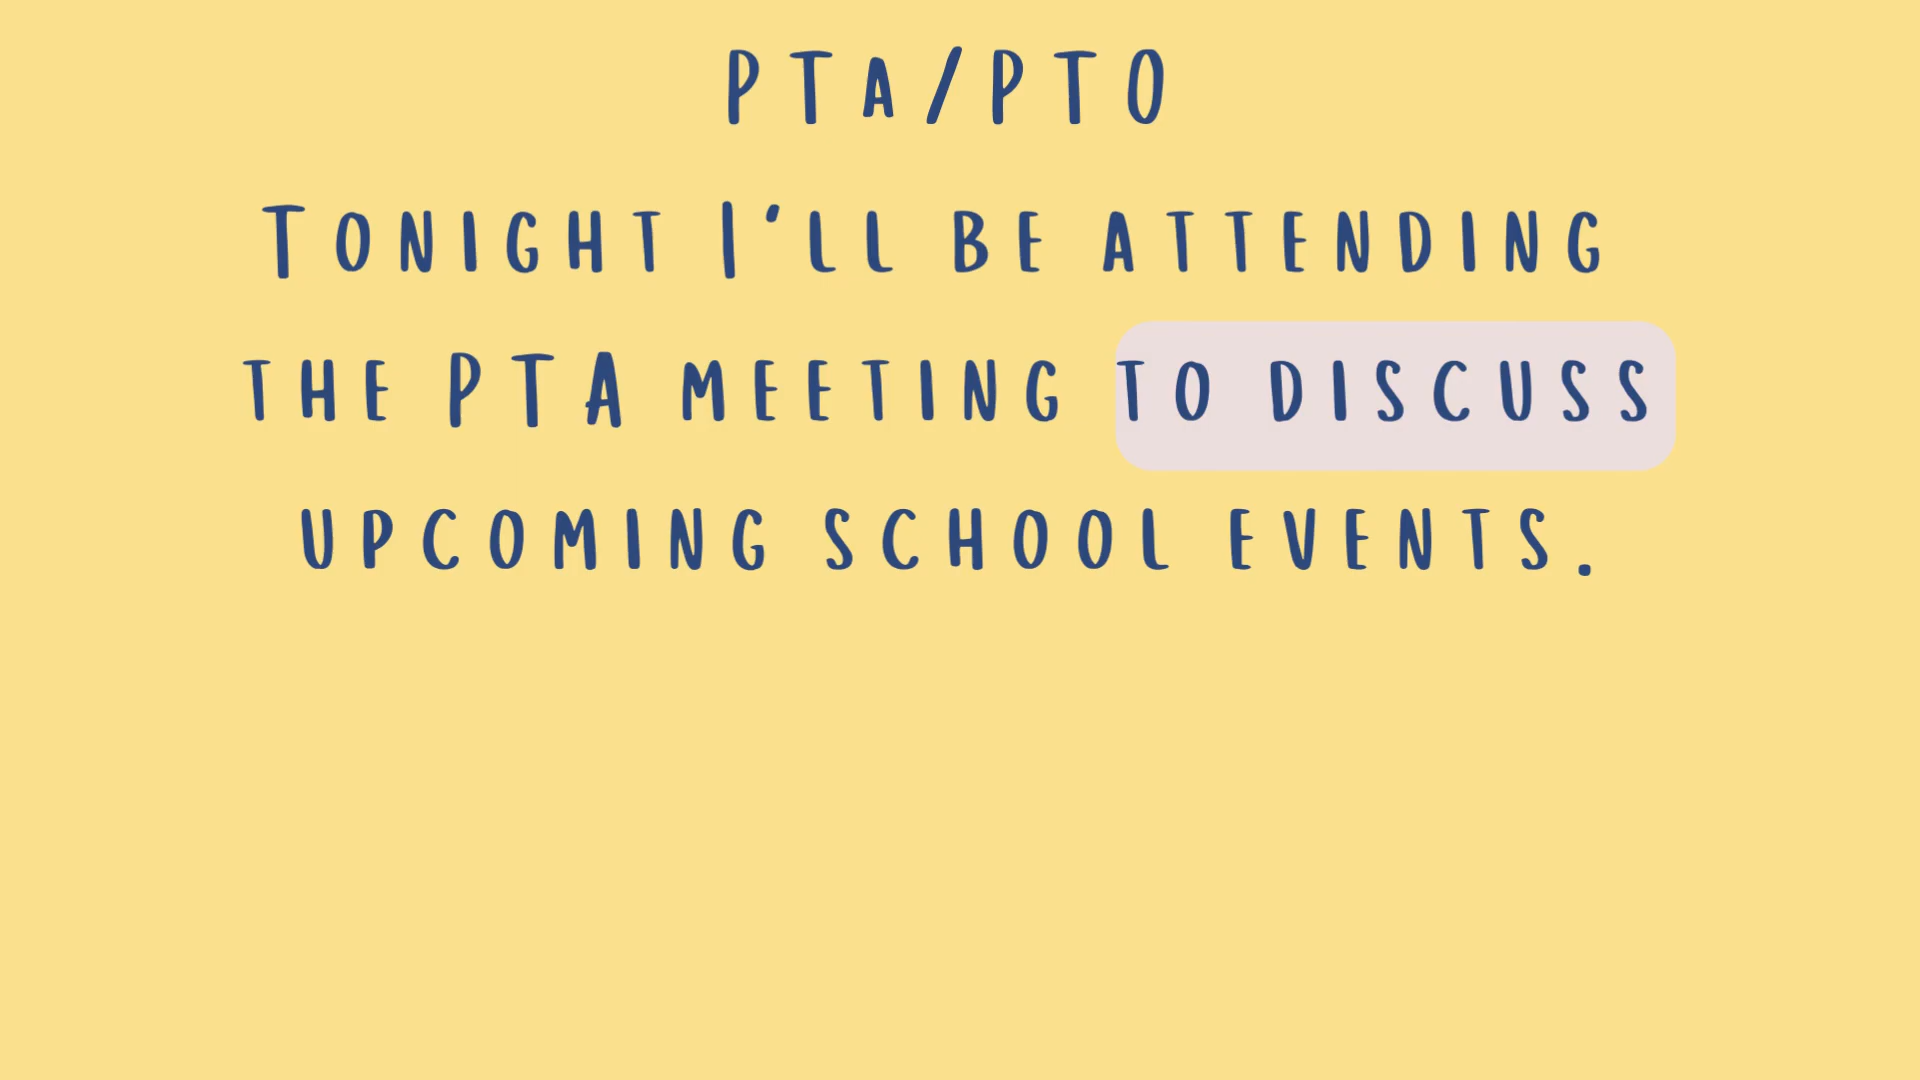 PTA/PTO
Tonight I'll be attending
the PTA meeting to discuss
upcoming school events.